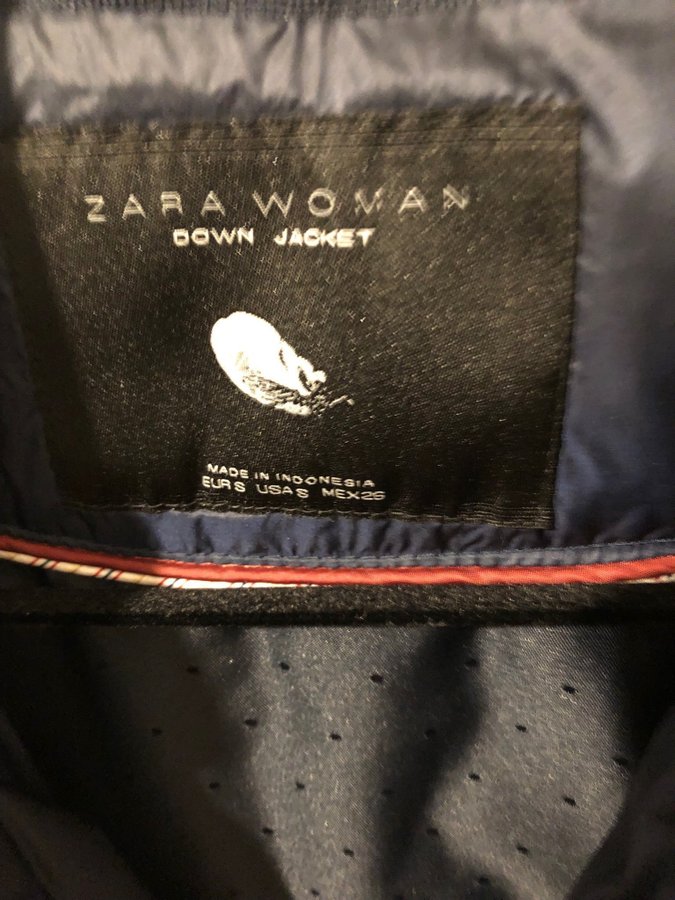 ZARA WOMAN
DOWN JACKET
MADE IN INDONESIA
EUR S USA S MEX 26